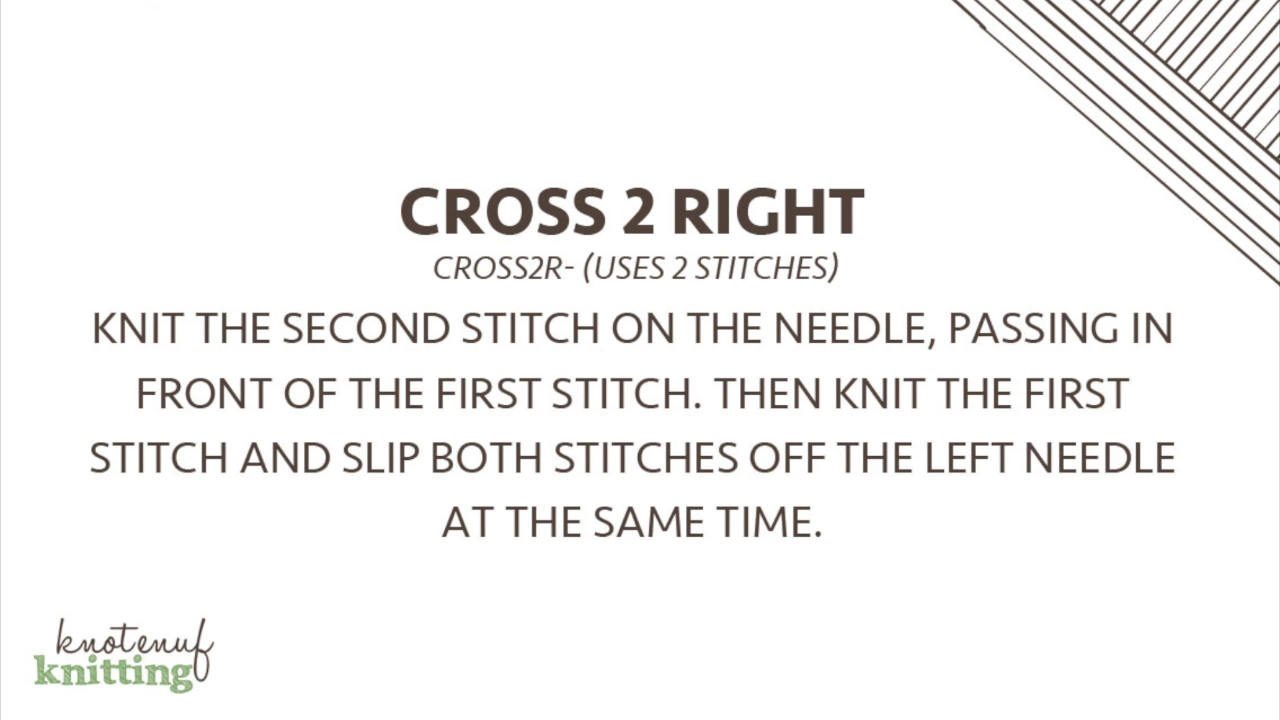 CROSS 2 RIGHT
CROSS2R- (USES 2 STITCHES)
KNIT THE SECOND STITCH ON THE NEEDLE, PASSING IN
FRONT OF THE FIRST STITCH. THEN KNIT THE FIRST
STITCH AND SLIP BOTH STITCHES OFF THE LEFT NEEDLE
AT THE SAME TIME.
knotenuf
knitting